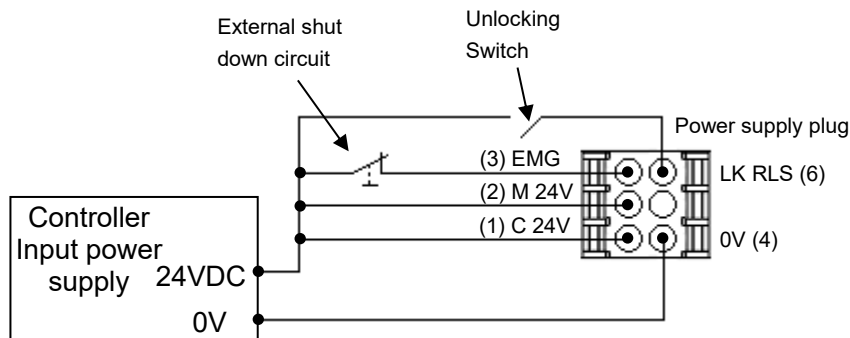 External shut
down circuit
Unlocking
Switch
Power supply plug
(3) EMG
LK RLS (6)
(2) M 24V
(1) C 24V
0V (4)
Controller
Input power
supply
24VDC
0V